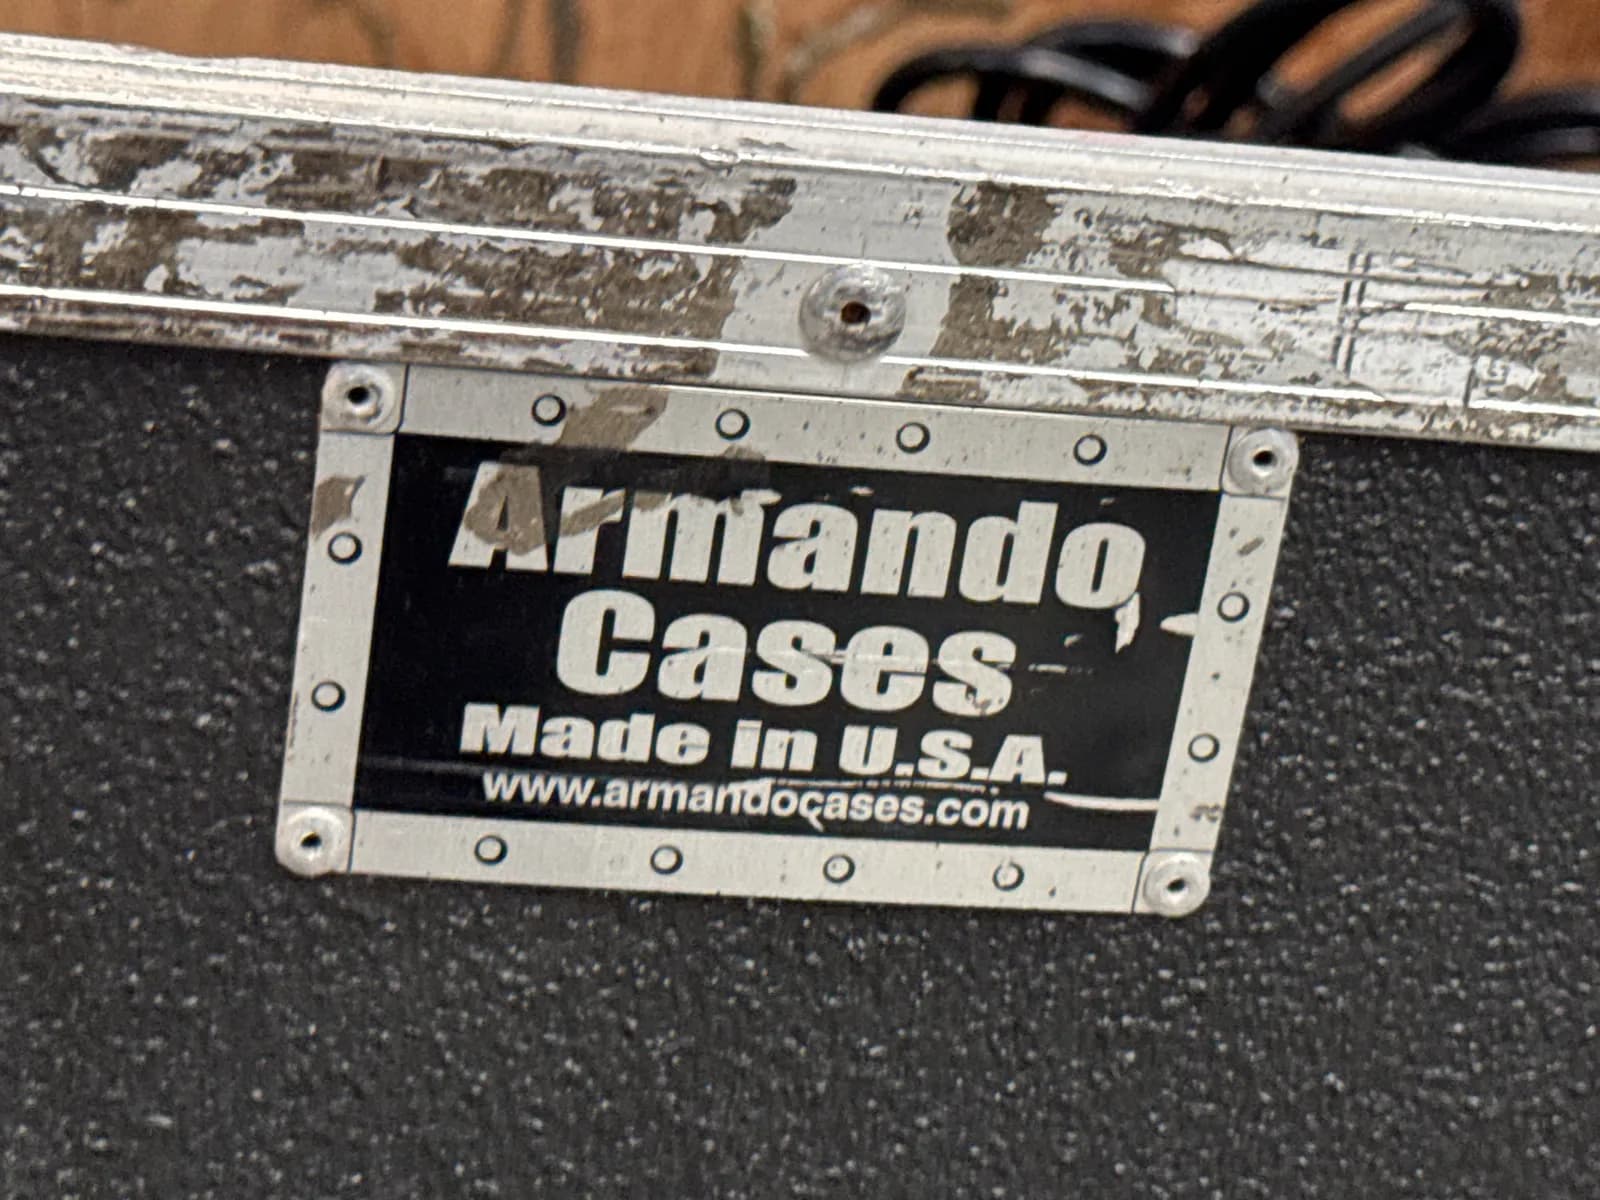 Armando
Cases
Made in U.S.A.
www.armandocases.com